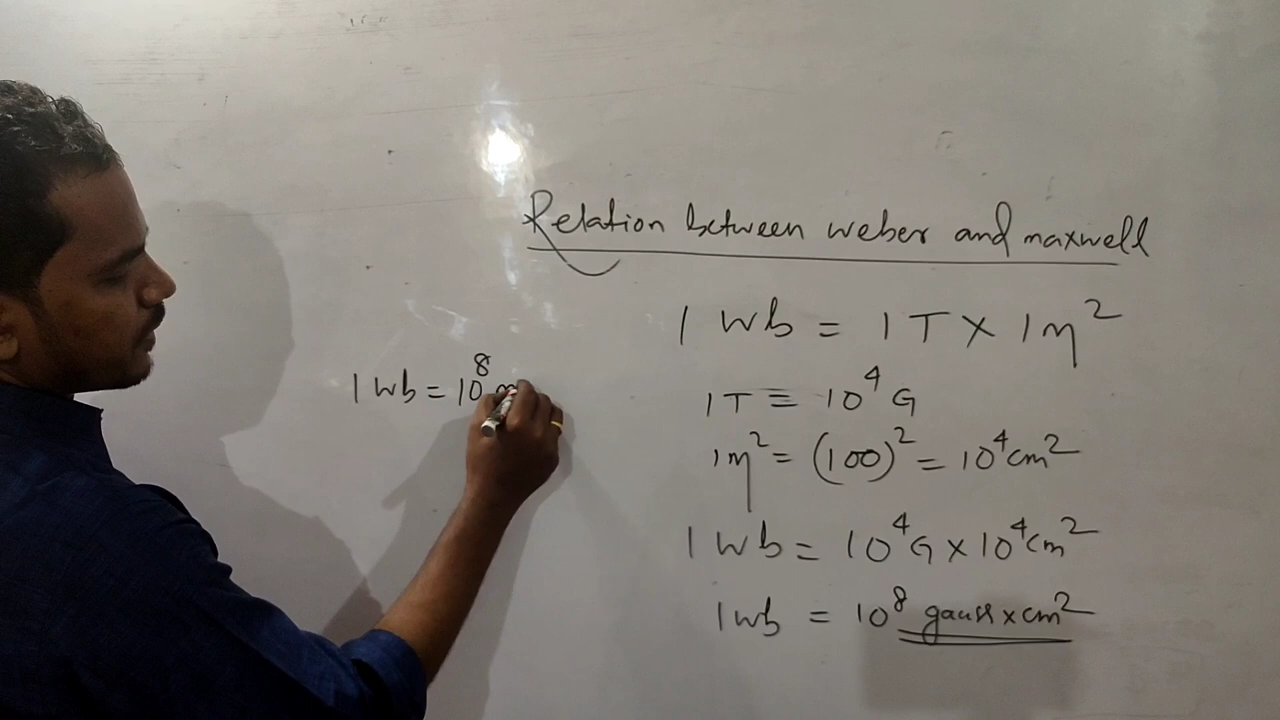 Relation between weber and maxwell
1 Wb = 1 T × 1 m²
1 T = 10⁴ G
1 m² = (100)² = 10⁴ cm²
1 Wb = 10⁴ G × 10⁴ cm²
1 wb = 10⁸ gauss × cm²
1 Wb = 10⁸ m